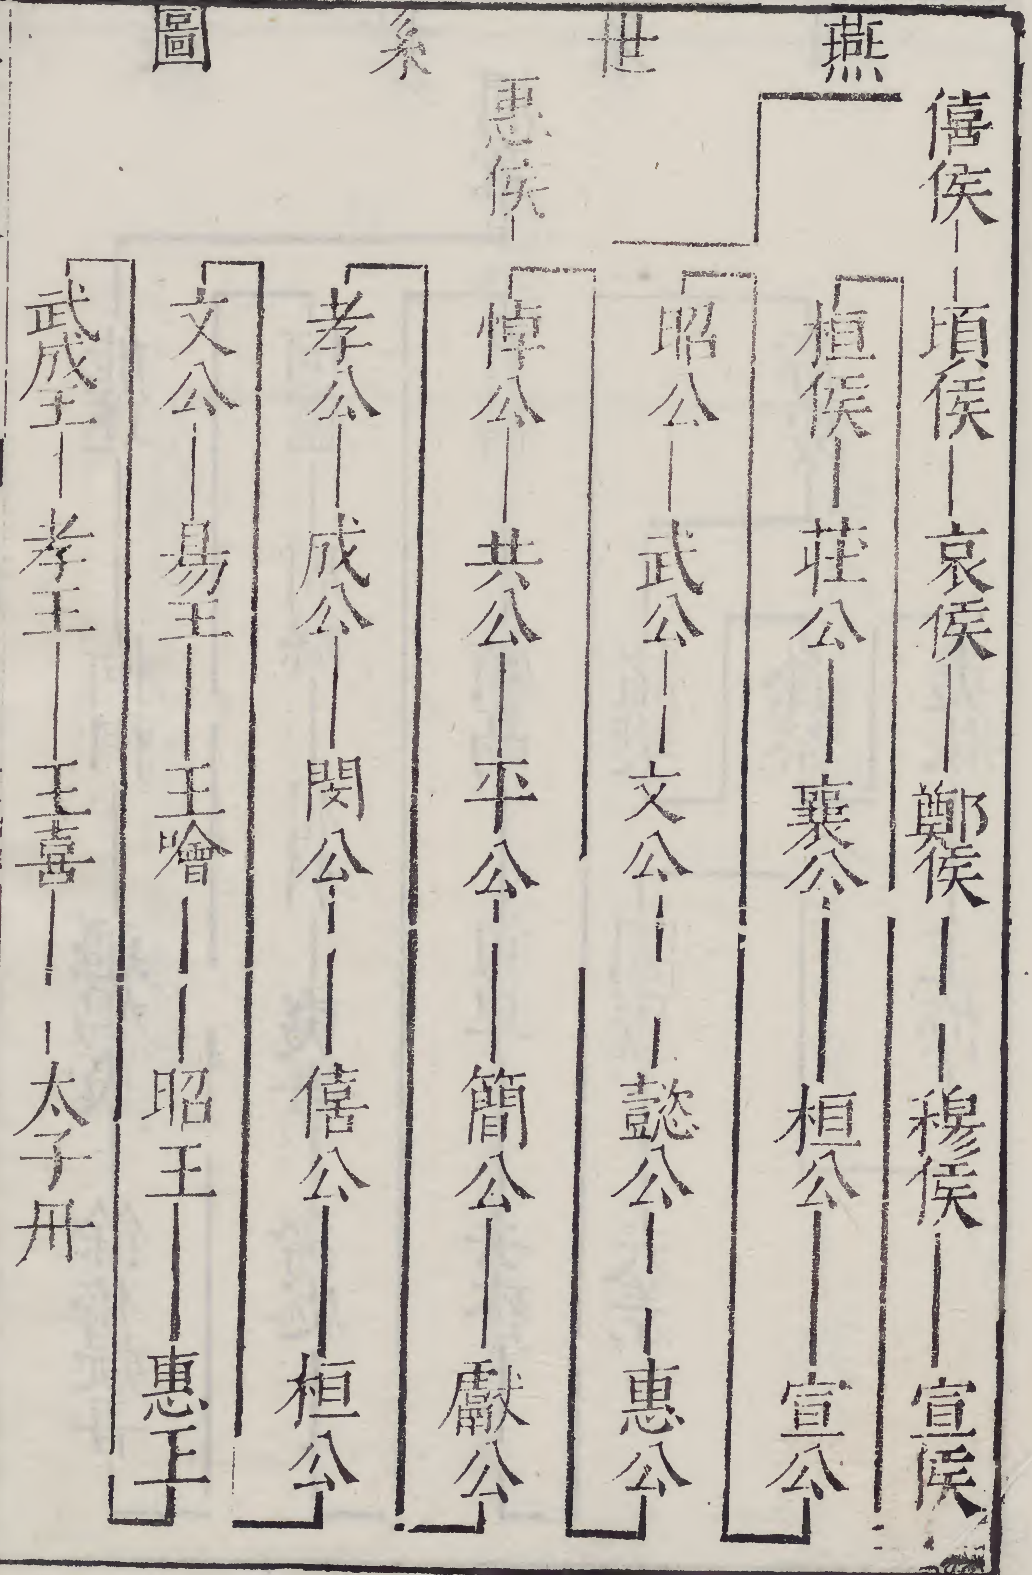 燕世系圖
惠侯
僖侯 頃侯 哀侯 鄭侯 穆侯 宣侯
桓侯 莊公 襄公 桓公 宣公
昭公 武公 文公 懿公 惠公
悼公 共公 平公 簡公 獻公
孝公 成公 閔公 僖公 桓公
文公 易王 王噲 昭王 惠王
武成王 孝王 王喜 太子丹